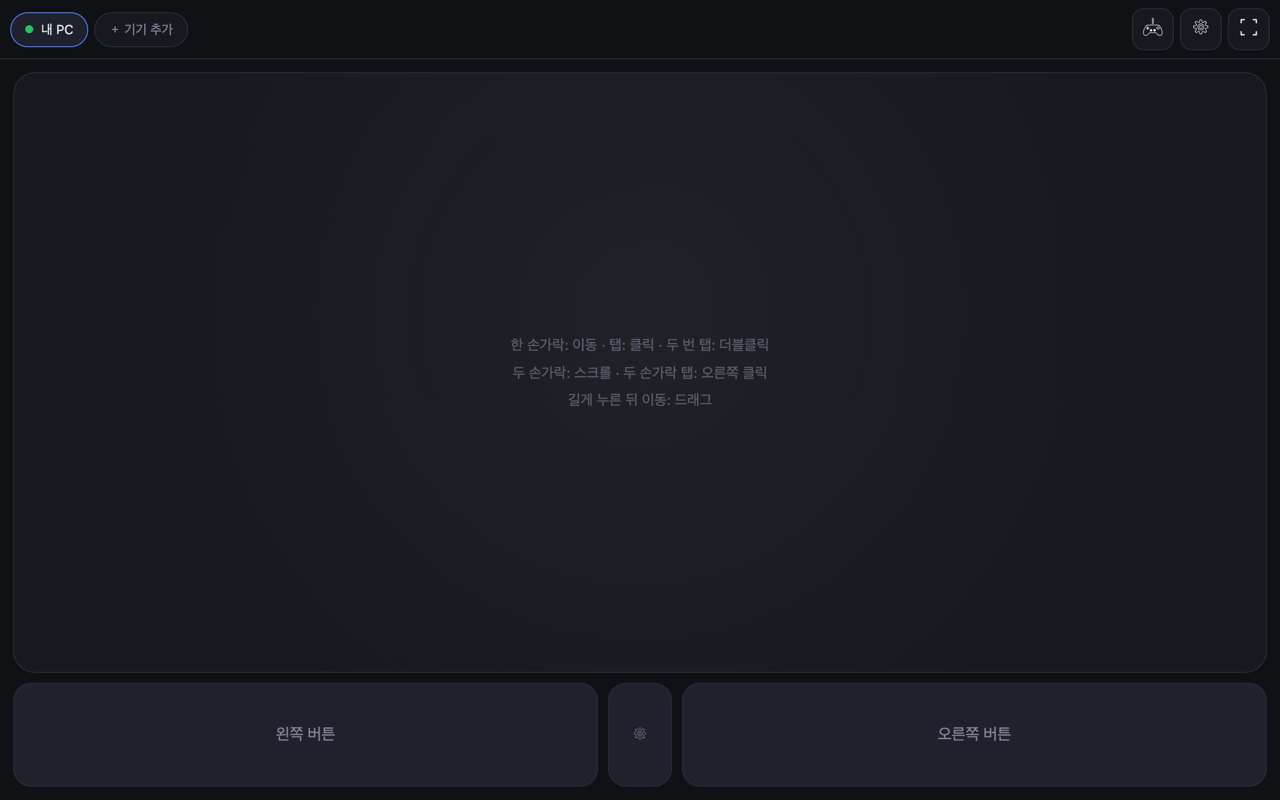 내 PC
+ 기기 추가
한 손가락: 이동 · 탭: 클릭 · 두 번 탭: 더블클릭
두 손가락: 스크롤 · 두 손가락 탭: 오른쪽 클릭
길게 누른 뒤 이동: 드래그
왼쪽 버튼
오른쪽 버튼